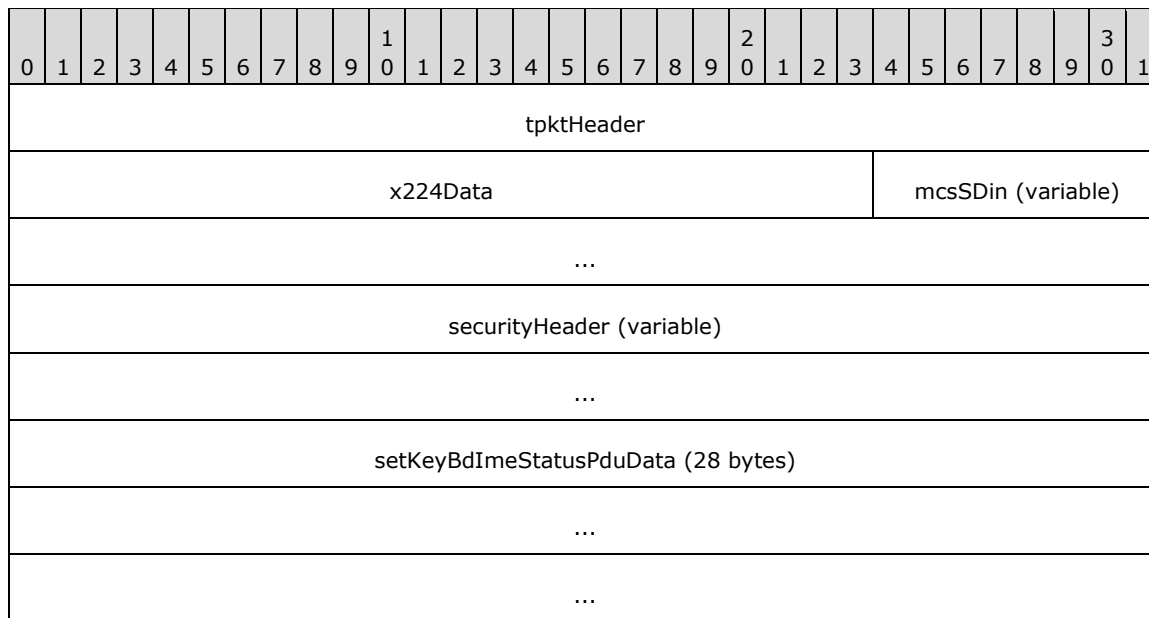 1 2 3
0 1 2 3 4 5 6 7 8 9 0 1 2 3 4 5 6 7 8 9 0 1 2 3 4 5 6 7 8 9 0 1
tpktHeader
x224Data mcsSDin (variable)
...
securityHeader (variable)
...
setKeyBdImeStatusPduData (28 bytes)
...
...